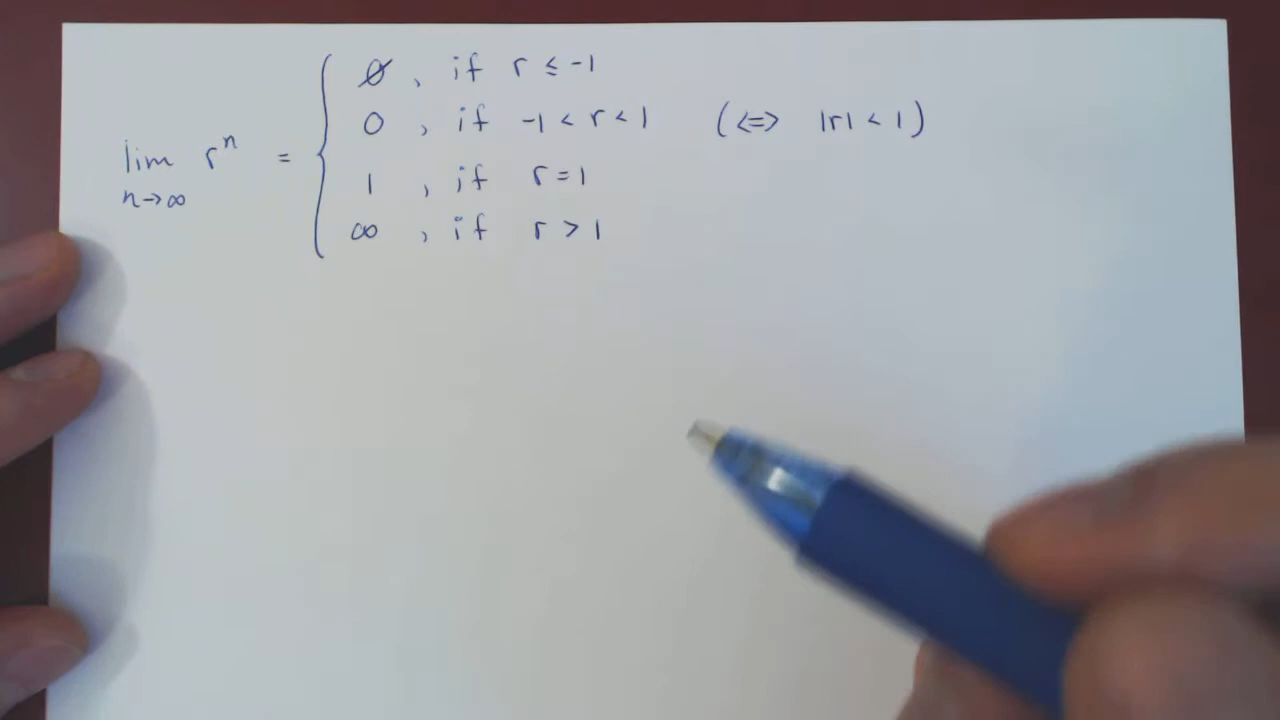 ∅ , if r ≤ -1
0 , if -1 < r < 1 (<=> |r| < 1)
lim r^n = {
n→∞
1 , if r = 1
∞ , if r > 1